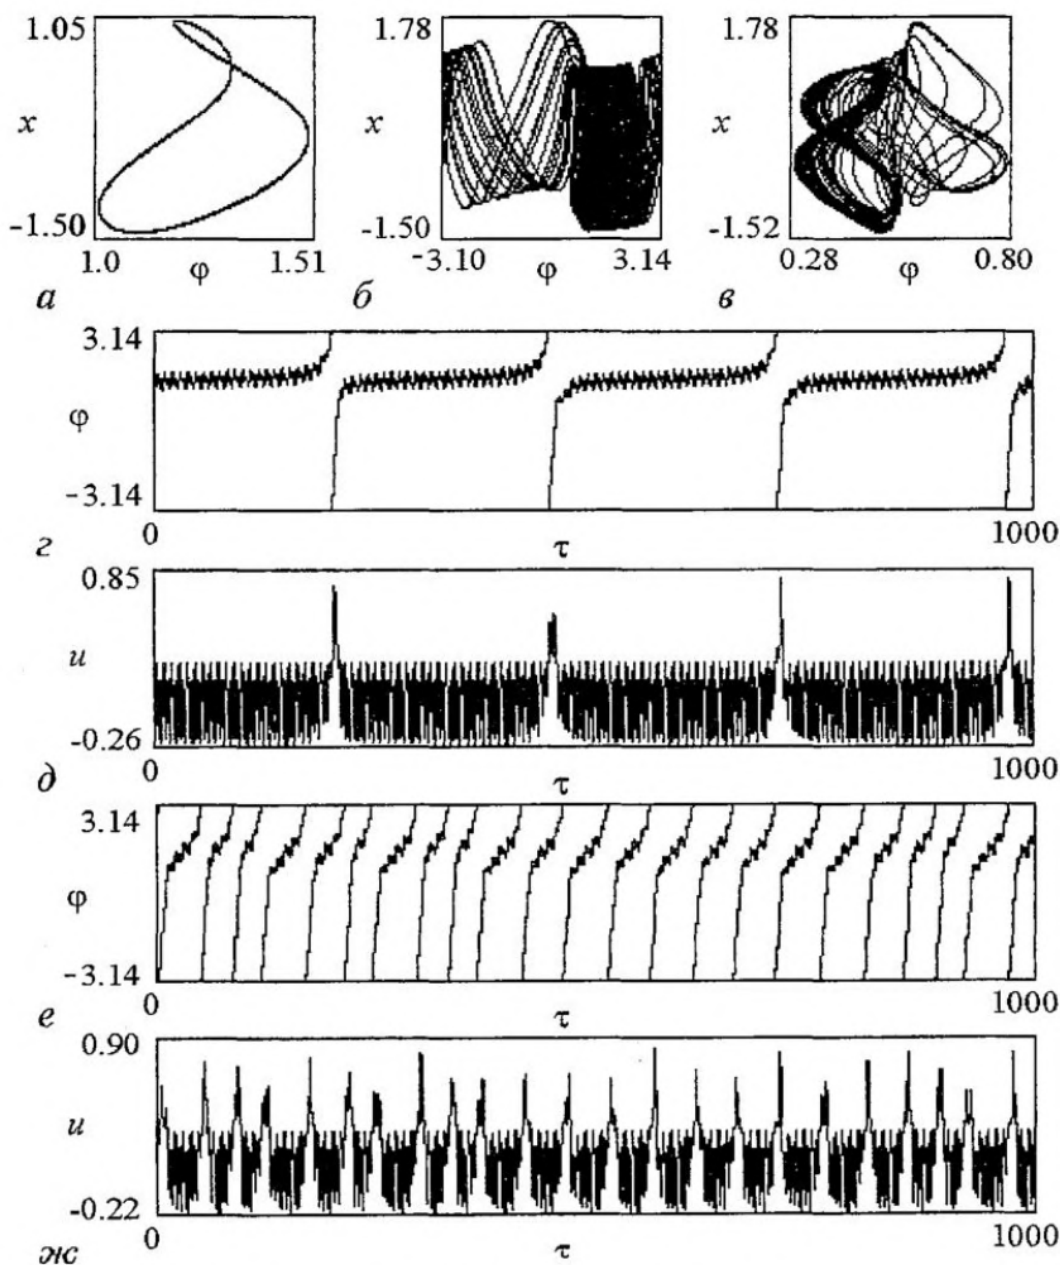 1.05
x
-1.50
1.0 φ 1.51
а
1.78
x
-1.50
-3.10 φ 3.14
б
1.78
x
-1.52
0.28 φ 0.80
в
3.14
φ
-3.14
0 τ 1000
г
0.85
u
-0.26
0 τ 1000
д
3.14
φ
-3.14
0 τ 1000
е
0.90
u
-0.22
0 τ 1000
ж